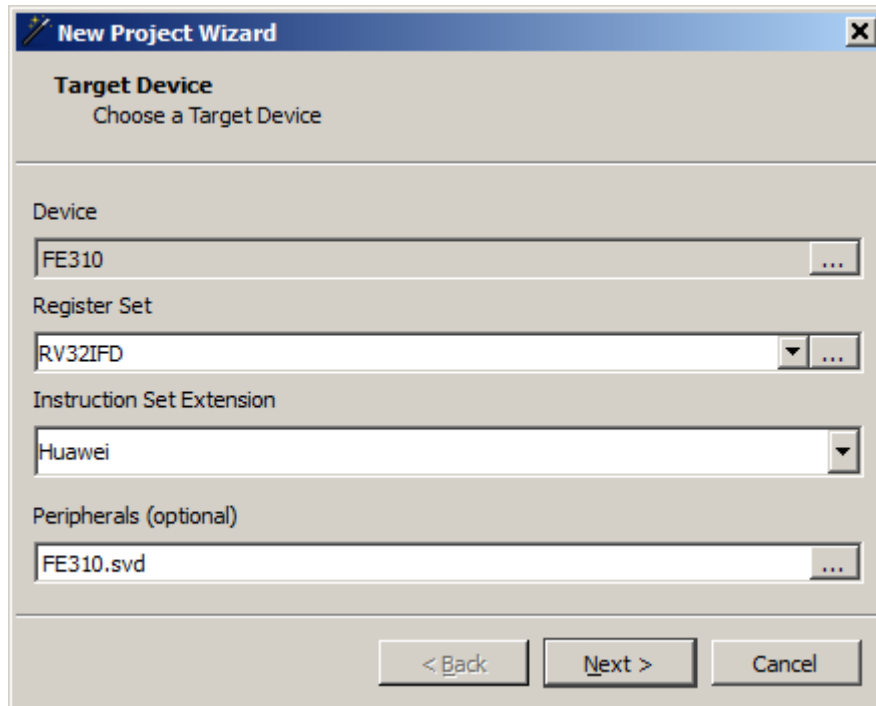 New Project Wizard
Target Device
Choose a Target Device
Device
FE310
...
Register Set
RV32IFD
...
Instruction Set Extension
Huawei
Peripherals (optional)
FE310.svd
...
< Back
Next >
Cancel